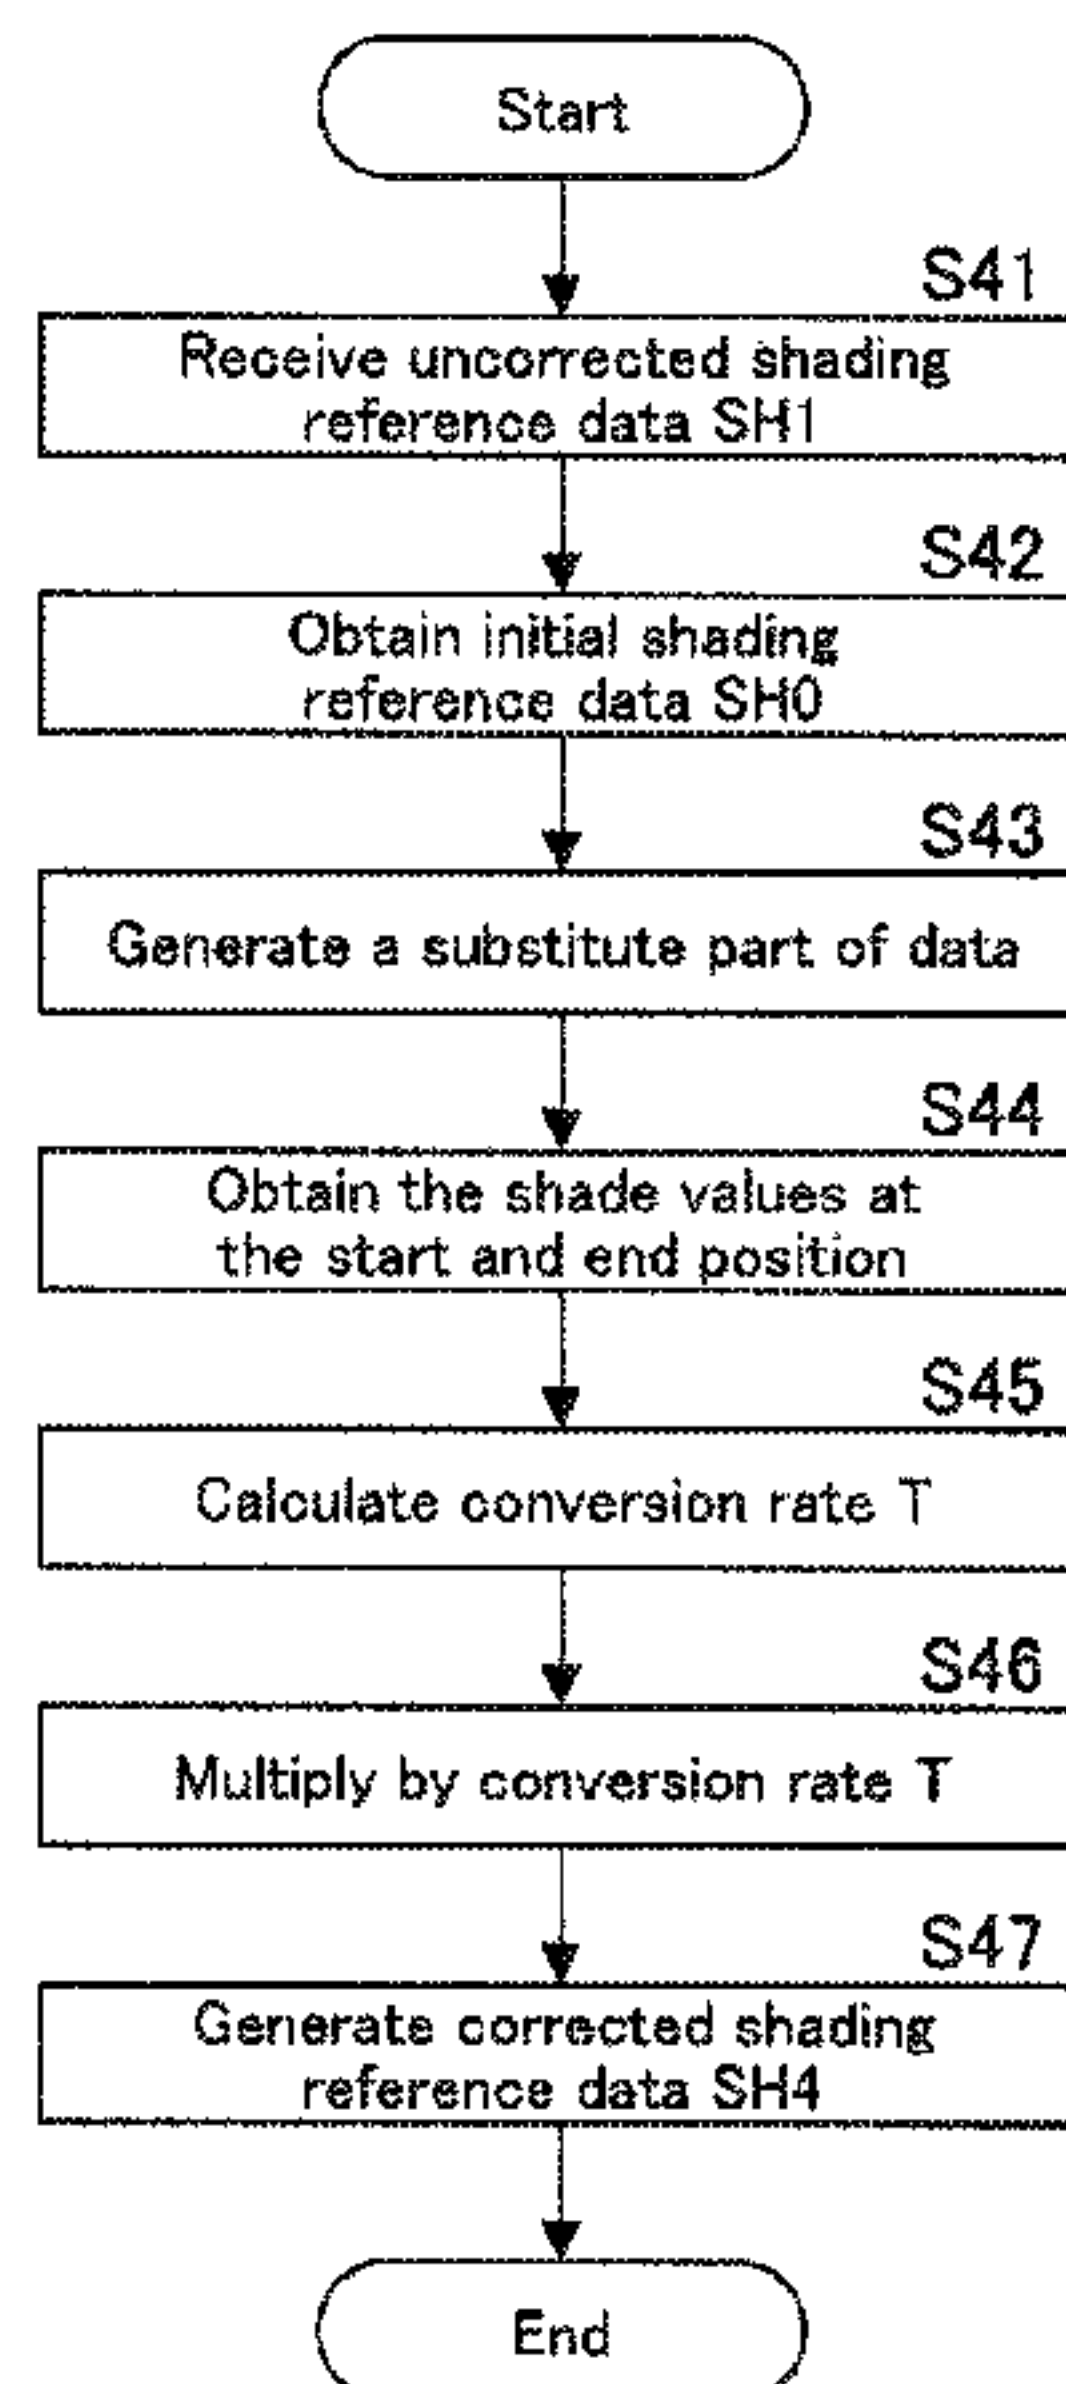 Start
S41
Receive uncorrected shading
reference data SH1
S42
Obtain initial shading
reference data SH0
S43
Generate a substitute part of data
S44
Obtain the shade values at
the start and end position
S45
Calculate conversion rate T
S46
Multiply by conversion rate T
S47
Generate corrected shading
reference data SH4
End